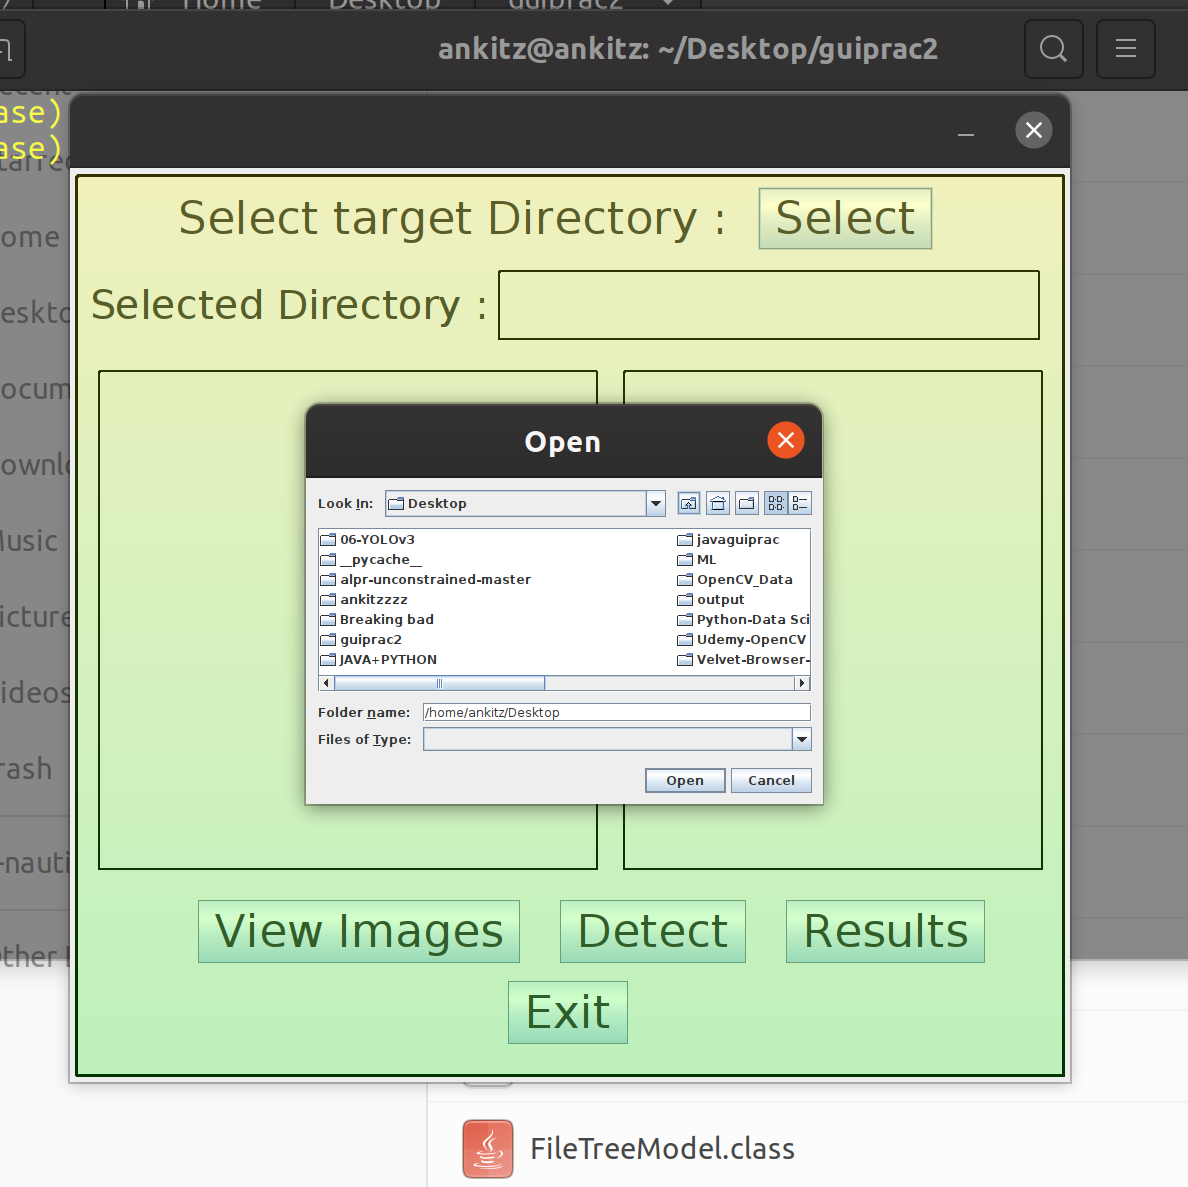 Home Desktop guiprac2
ankitz@ankitz: ~/Desktop/guiprac2
ase)
ase)
Select target Directory : Select
Selected Directory :
Open
Look In: Desktop
06-YOLOv3
__pycache__
alpr-unconstrained-master
ankitzzzz
Breaking bad
guiprac2
JAVA+PYTHON
javaguiprac
ML
OpenCV_Data
output
Python-Data Sci
Udemy-OpenCV
Velvet-Browser-
Folder name: /home/ankitz/Desktop
Files of Type:
Open Cancel
View Images Detect Results
Exit
ome
eskto
ocum
ownlo
Music
icture
ideos
rash
-nauti
ther
FileTreeModel.class